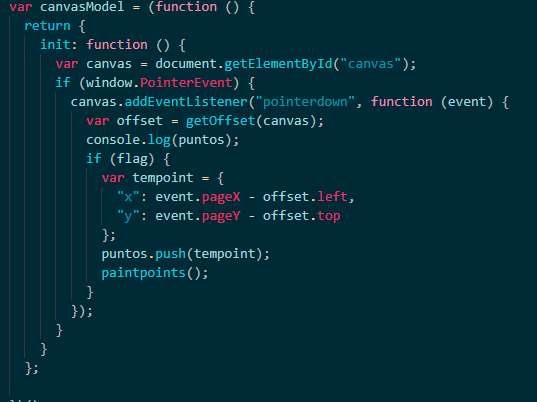 var canvasModel = (function () {
return {
init: function () {
var canvas = document.getElementById("canvas");
if (window.PointerEvent) {
canvas.addEventListener("pointerdown", function (event) {
var offset = getOffset(canvas);
console.log(puntos);
if (flag) {
var tempoint = {
"x": event.pageX - offset.left,
"y": event.pageY - offset.top
};
puntos.push(tempoint);
paintpoints();
}
});
}
}
};